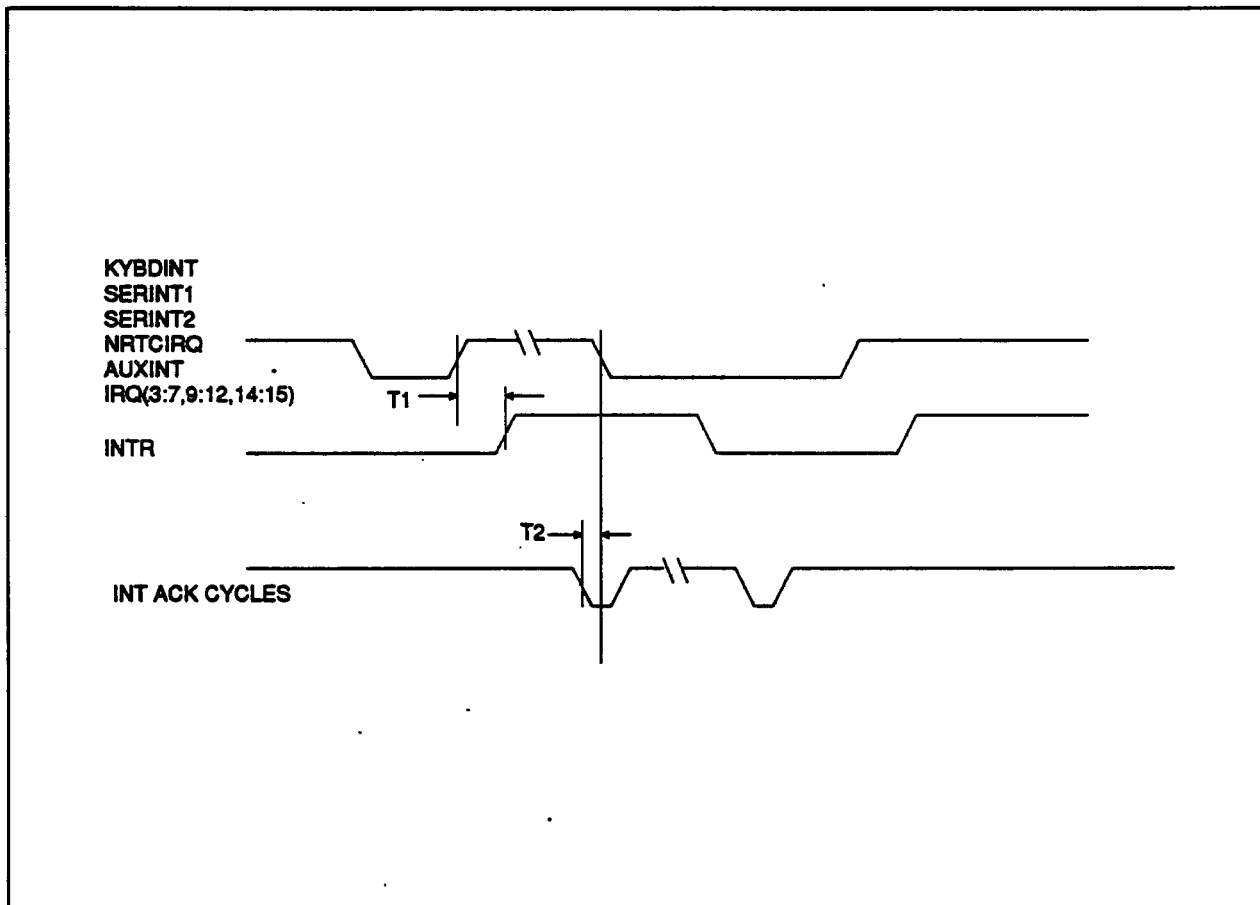 KYBDINT
SERINT1
SERINT2
NRTCIRQ
AUXINT
IRQ(3:7,9:12,14:15)
T1
INTR
T2
INT ACK CYCLES